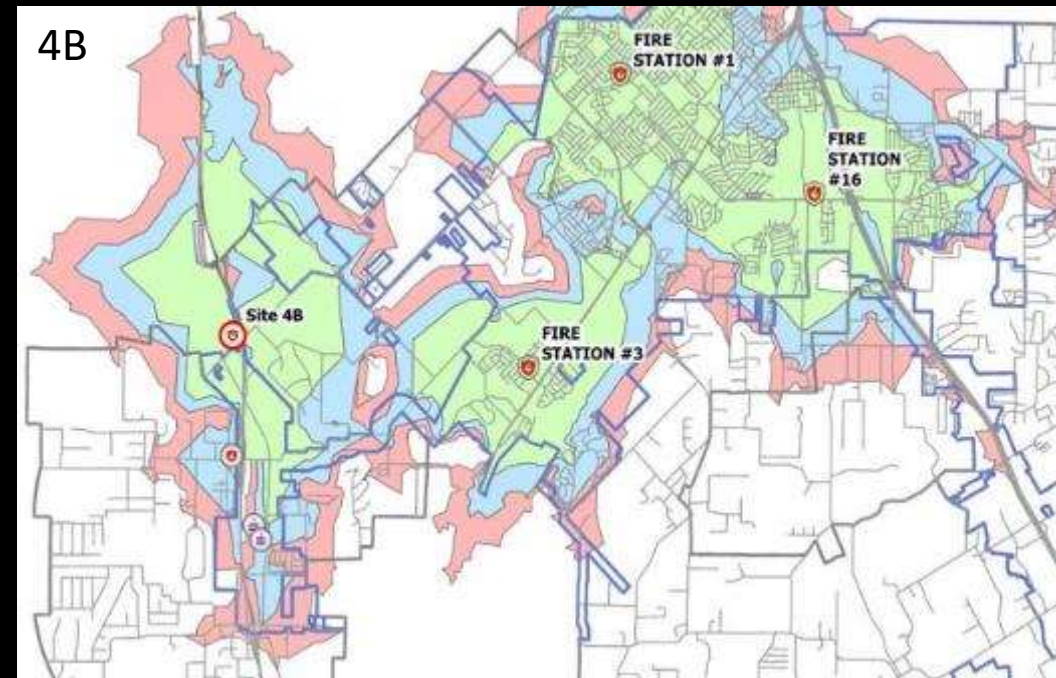 4B
FIRE
STATION #1
FIRE
STATION
#16
Site 4B
FIRE
STATION #3